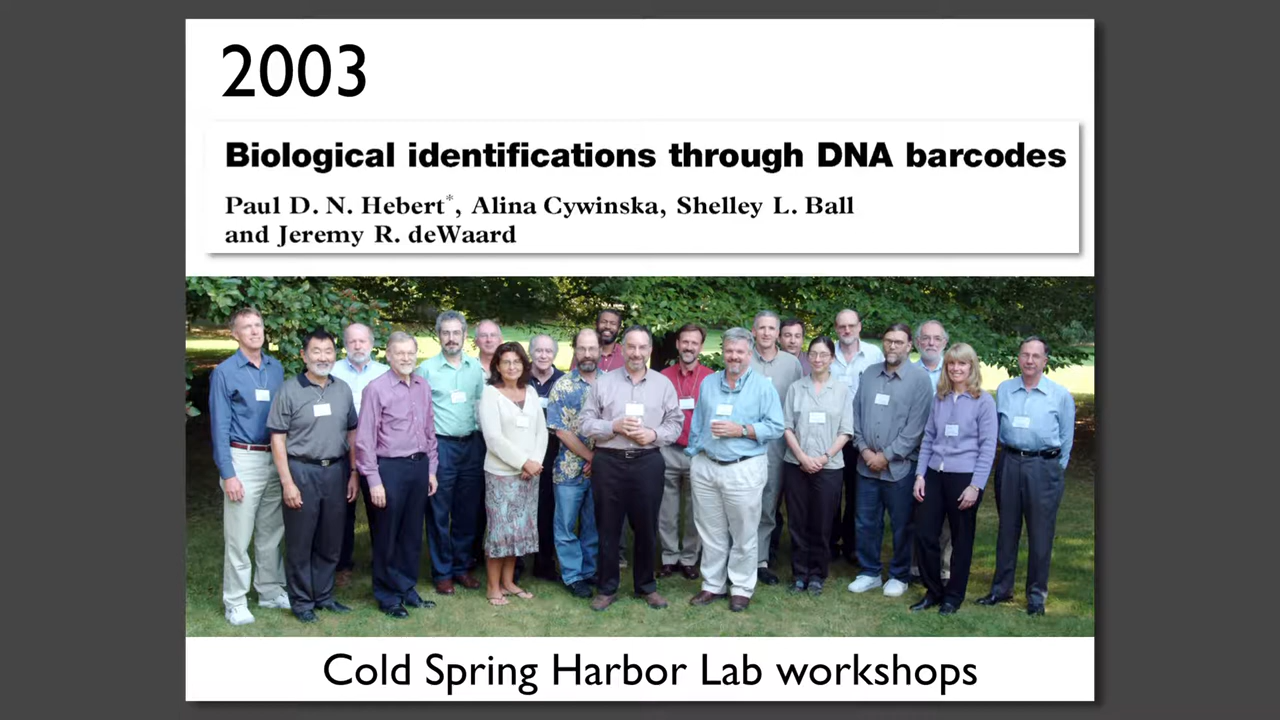 2003
Biological identifications through DNA barcodes
Paul D. N. Hebert*, Alina Cywinska, Shelley L. Ball
and Jeremy R. deWaard
Cold Spring Harbor Lab workshops